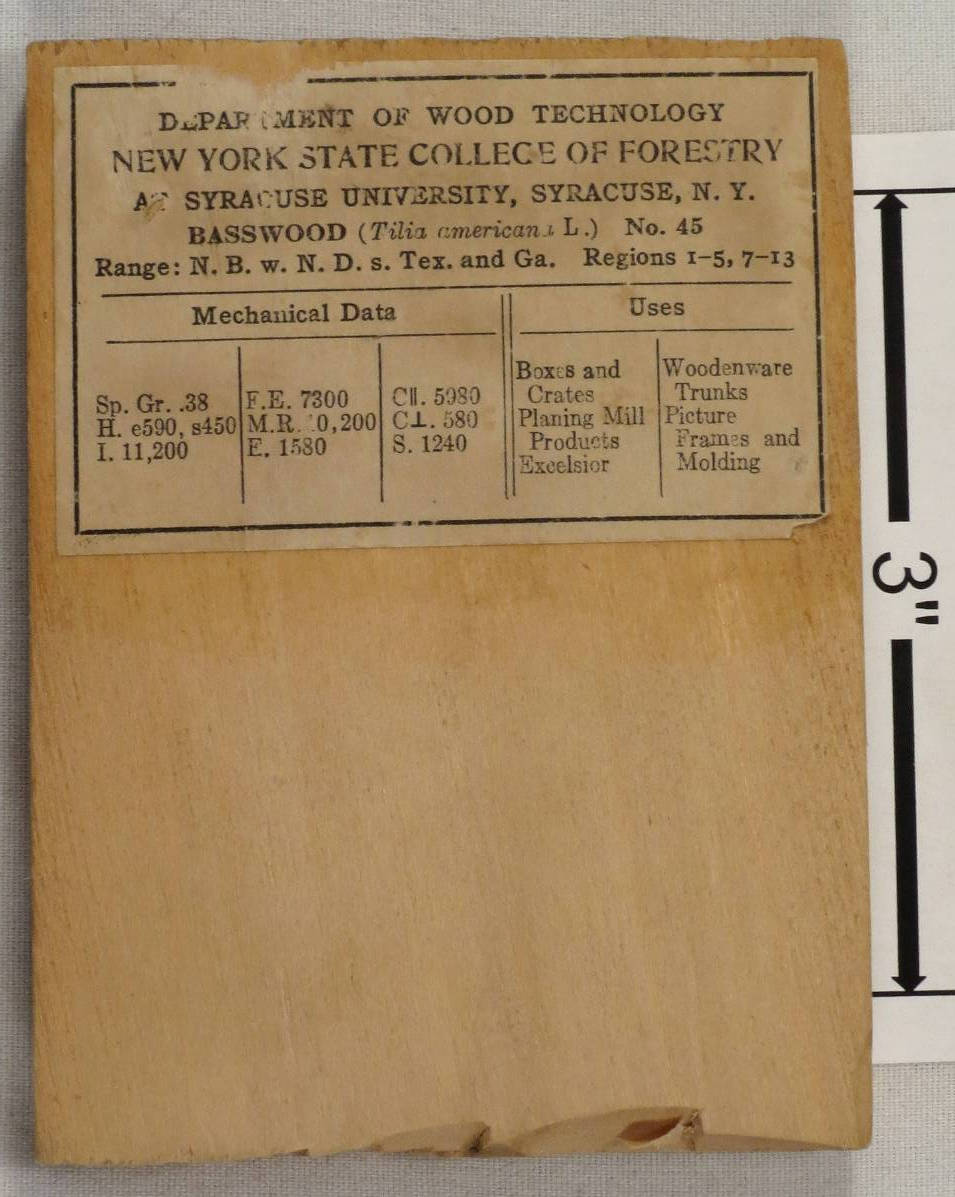 DEPARTMENT OF WOOD TECHNOLOGY
NEW YORK STATE COLLEGE OF FORESTRY
AT SYRACUSE UNIVERSITY, SYRACUSE, N. Y.
BASSWOOD (Tilia americana L.) No. 45
Range: N. B. w. N. D. s. Tex. and Ga. Regions 1-5, 7-13
Mechanical Data
Sp. Gr. .38
H. e590, s450
I. 11,200
F.E. 7300
M.R.
E. 1580
C∥. 5980
C⊥. 580
S. 1240
Uses
Boxes and
Crates
Planing Mill
Products
Excelsior
Woodenware
Trunks
Picture
Frames and
Molding
3"